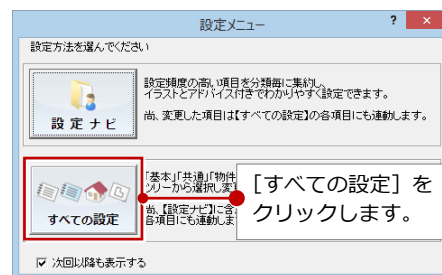 設定メニュー
? ×
設定方法を選んでください
設定ナビ
設定頻度の高い項目を分類毎に集約し、
イラストとアドバイス付きでわかりやすく設定できます。
尚、変更した項目は【すべての設定】の各項目にも連動します。
すべての設定
「基本」「共通」「物件
ツリーから選択し変
尚、【設定ナビ】に含
各項目にも連動しま
［すべての設定］を
クリックします。
次回以降も表示する